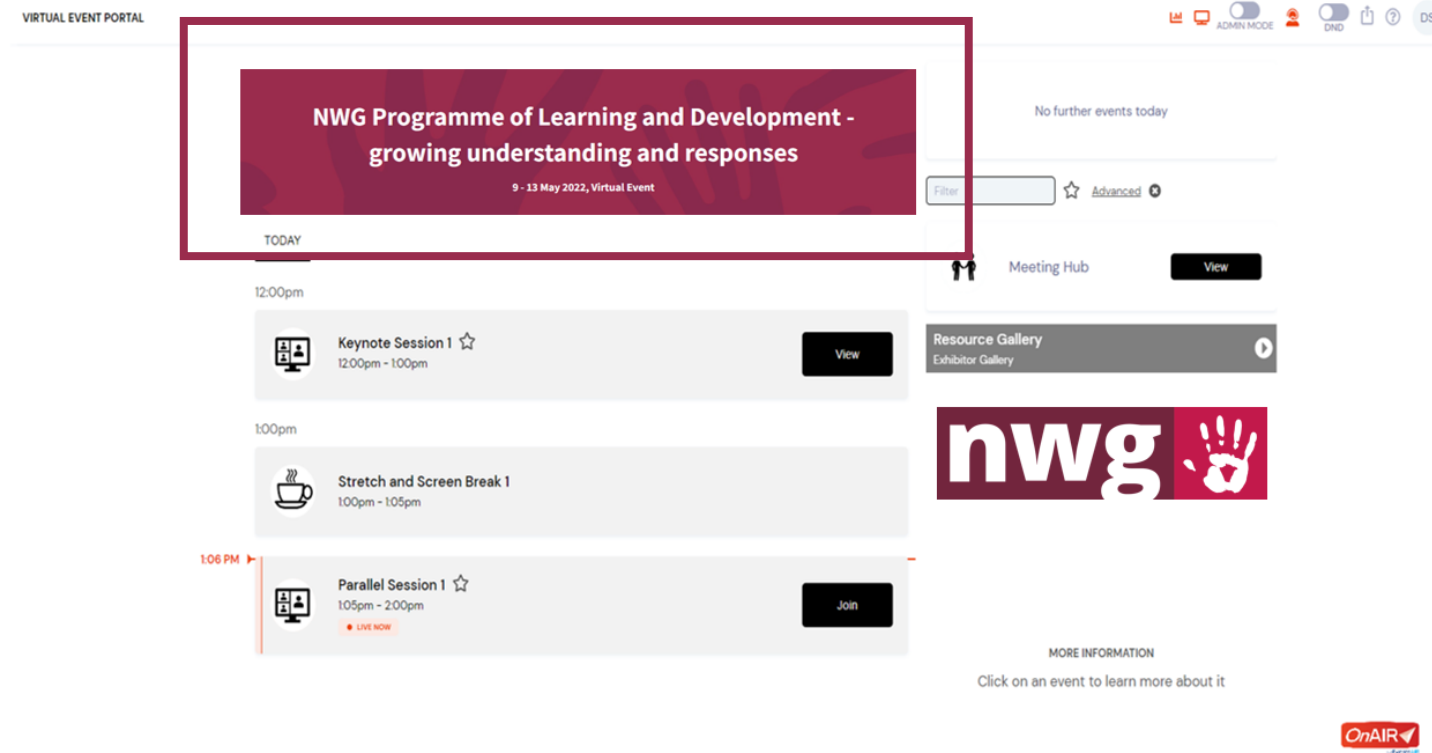 VIRTUAL EVENT PORTAL
ADMIN MODE
DND
DS
NWG Programme of Learning and Development -
growing understanding and responses
9 - 13 May 2022, Virtual Event
No further events today
Filter
Advanced
TODAY
Meeting Hub
View
12:00pm
Keynote Session 1
12:00pm - 1:00pm
View
Resource Gallery
Exhibitor Gallery
nwg
1:00pm
Stretch and Screen Break 1
1:00pm - 1:05pm
1:06 PM
Parallel Session 1
1:05pm - 2:00pm
LIVE NOW
Join
MORE INFORMATION
Click on an event to learn more about it
OnAIR